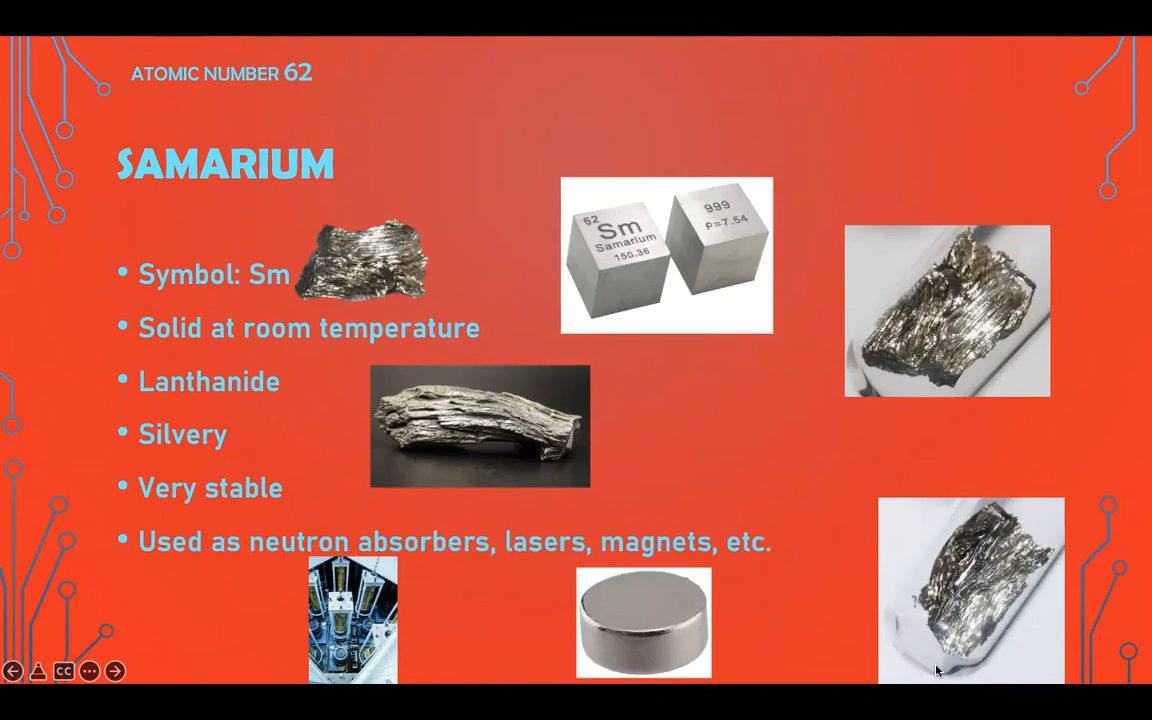 ATOMIC NUMBER 62
SAMARIUM
• Symbol: Sm
• Solid at room temperature
• Lanthanide
• Silvery
• Very stable
• Used as neutron absorbers, lasers, magnets, etc.
62
Sm
Samarium
150.36
999
P=7.54
CC